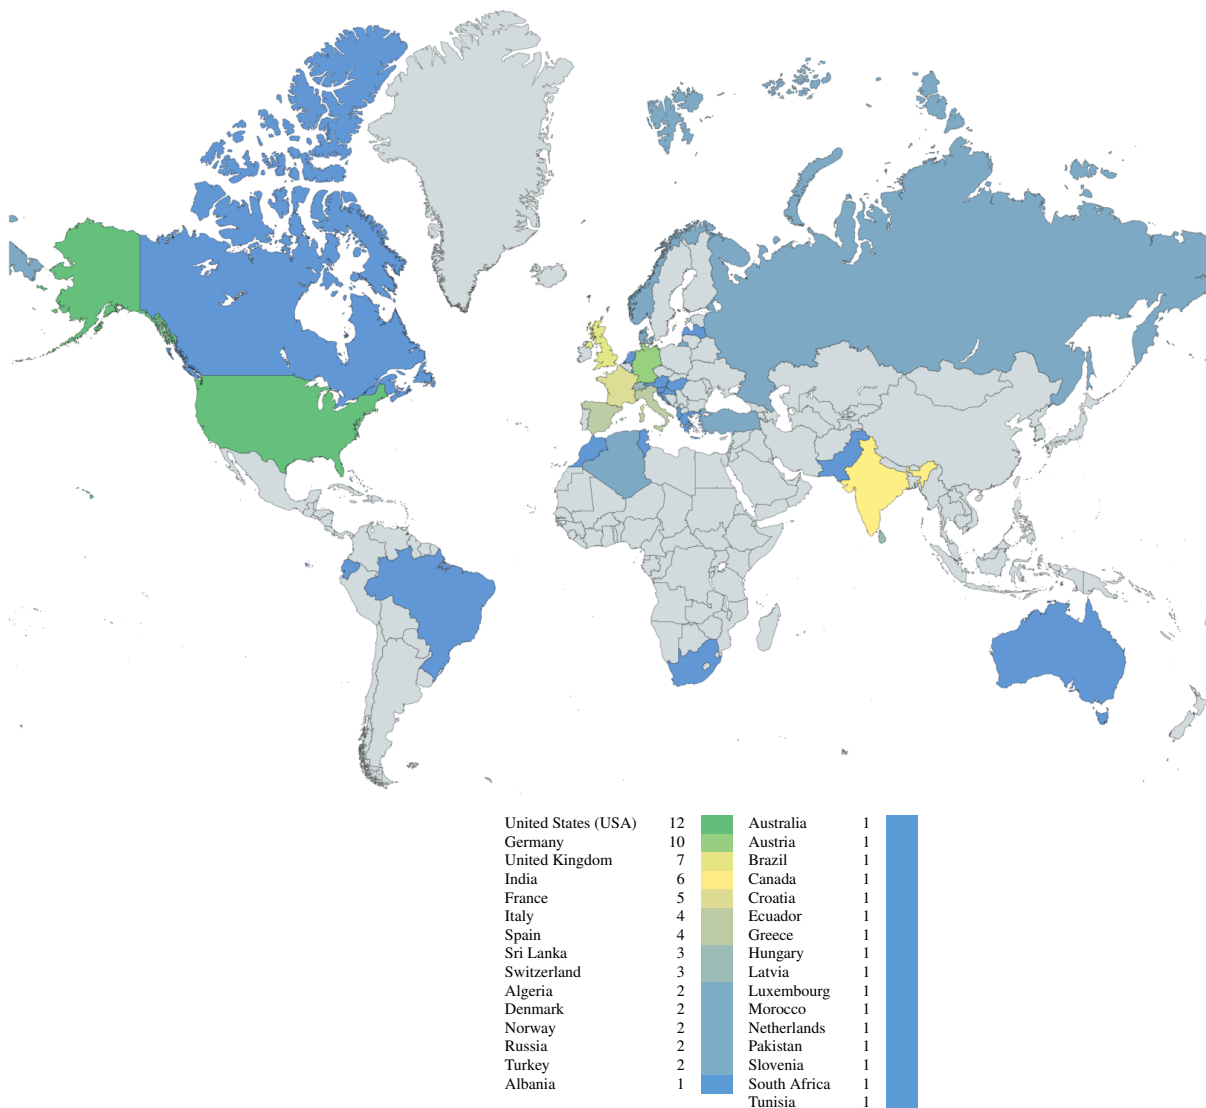 United States (USA) 12 Australia 1
Germany 10 Austria 1
United Kingdom 7 Brazil 1
India 6 Canada 1
France 5 Croatia 1
Italy 4 Ecuador 1
Spain 4 Greece 1
Sri Lanka 3 Hungary 1
Switzerland 3 Latvia 1
Algeria 2 Luxembourg 1
Denmark 2 Morocco 1
Norway 2 Netherlands 1
Russia 2 Pakistan 1
Turkey 2 Slovenia 1
Albania 1 South Africa 1
Tunisia 1